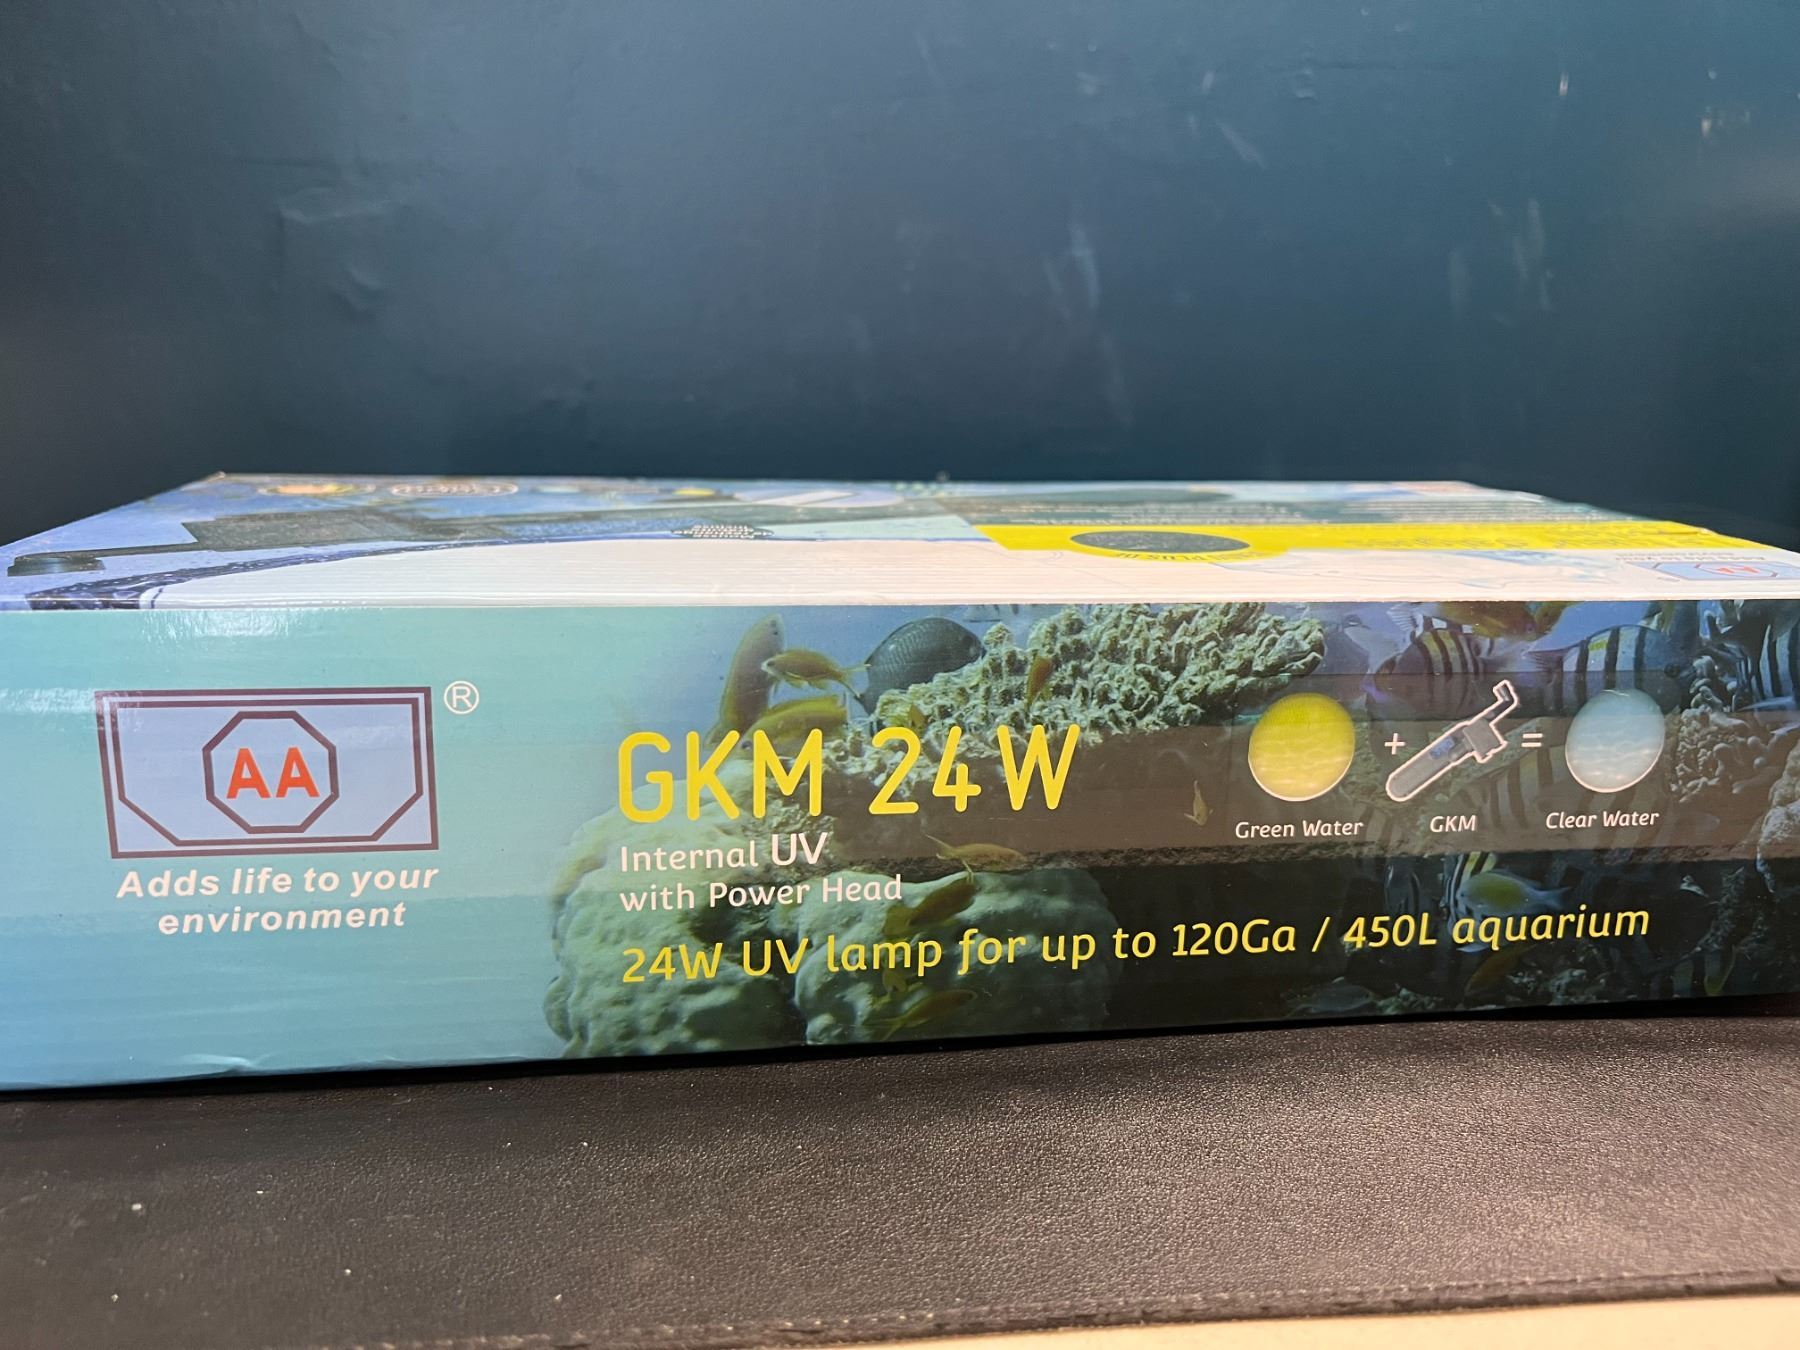 AA
®
Adds life to your
environment
GKM 24W
Internal UV
with Power Head
24W UV lamp for up to 120Ga / 450L aquarium
+
=
Green Water
GKM
Clear Water